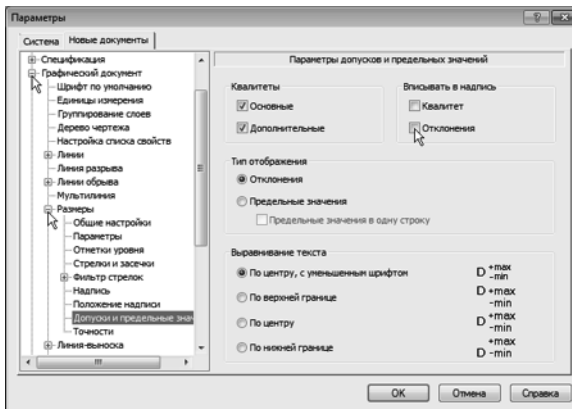 Параметры
Система
Новые документы
Спецификация
Графический документ
Шрифт по умолчанию
Единицы измерения
Группирование слоев
Дерево чертежа
Настройка списка свойств
Линии
Линия разрыва
Линии обрыва
Мультилиния
Размеры
Общие настройки
Параметры
Отметки уровня
Стрелки и засечки
Фильтр стрелок
Надпись
Положение надписи
Допуски и предельные знач
Точности
Линия-выноска
Параметры допусков и предельных значений
Квалитеты
Основные
Дополнительные
Вписывать в надпись
Квалитет
Отклонения
Тип отображения
Отклонения
Предельные значения
Предельные значения в одну строку
Выравнивание текста
По центру, с уменьшенным шрифтом D +max -min
По верхней границе D +max -min
По центру D +max -min
По нижней границе D +max -min
OK Отмена Справка